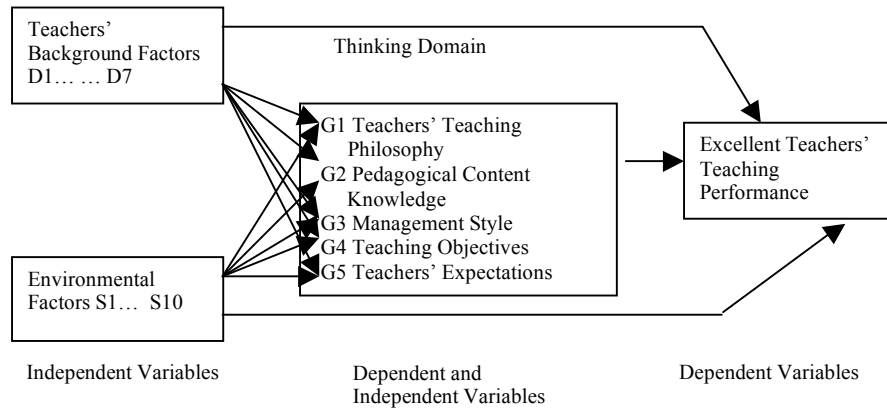 Teachers’
Background Factors
D1… … D7
Thinking Domain
G1 Teachers’ Teaching
Philosophy
G2 Pedagogical Content
Knowledge
G3 Management Style
G4 Teaching Objectives
G5 Teachers’ Expectations
Excellent Teachers’
Teaching
Performance
Environmental
Factors S1… S10
Independent Variables
Dependent and
Independent Variables
Dependent Variables